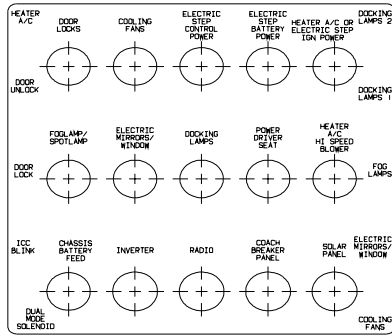 HEATER
A/C
DOOR
LOCKS
COOLING
FANS
ELECTRIC
STEP
CONTROL
POWER
ELECTRIC
STEP
BATTERY
POWER
HEATER A/C OR
ELECTRIC STEP
IGN POWER
DOCKING
LAMPS 2
DOOR
UNLOCK
DOCKING
LAMPS 1
FOGLAMP/
SPOTLAMP
ELECTRIC
MIRRORS/
WINDOW
DOCKING
LAMPS
POWER
DRIVER
SEAT
HEATER
A/C
HI SPEED
BLOWER
DOOR
LOCK
FOG
LAMPS
ICC
BLINK
CHASSIS
BATTERY
FEED
INVERTER
RADIO
COACH
BREAKER
PANEL
SOLAR
PANEL
ELECTRIC
MIRRORS/
WINDOW
DUAL
MODE
SOLENOID
COOLING
FANS